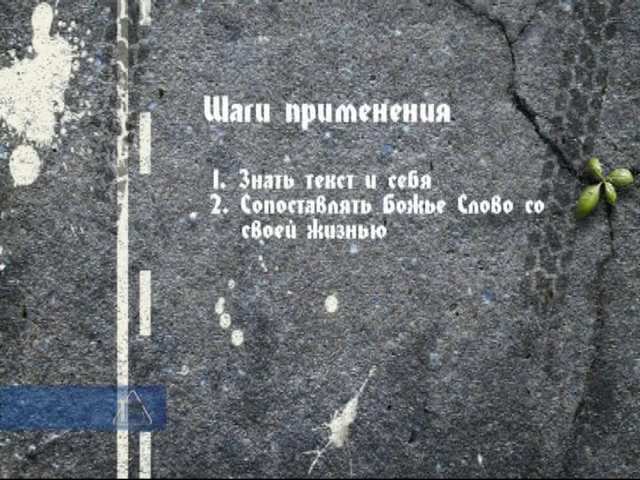 Шаги применения
1. Знать текст и себя
2. Сопоставлять Божье Слово со
своей жизнью